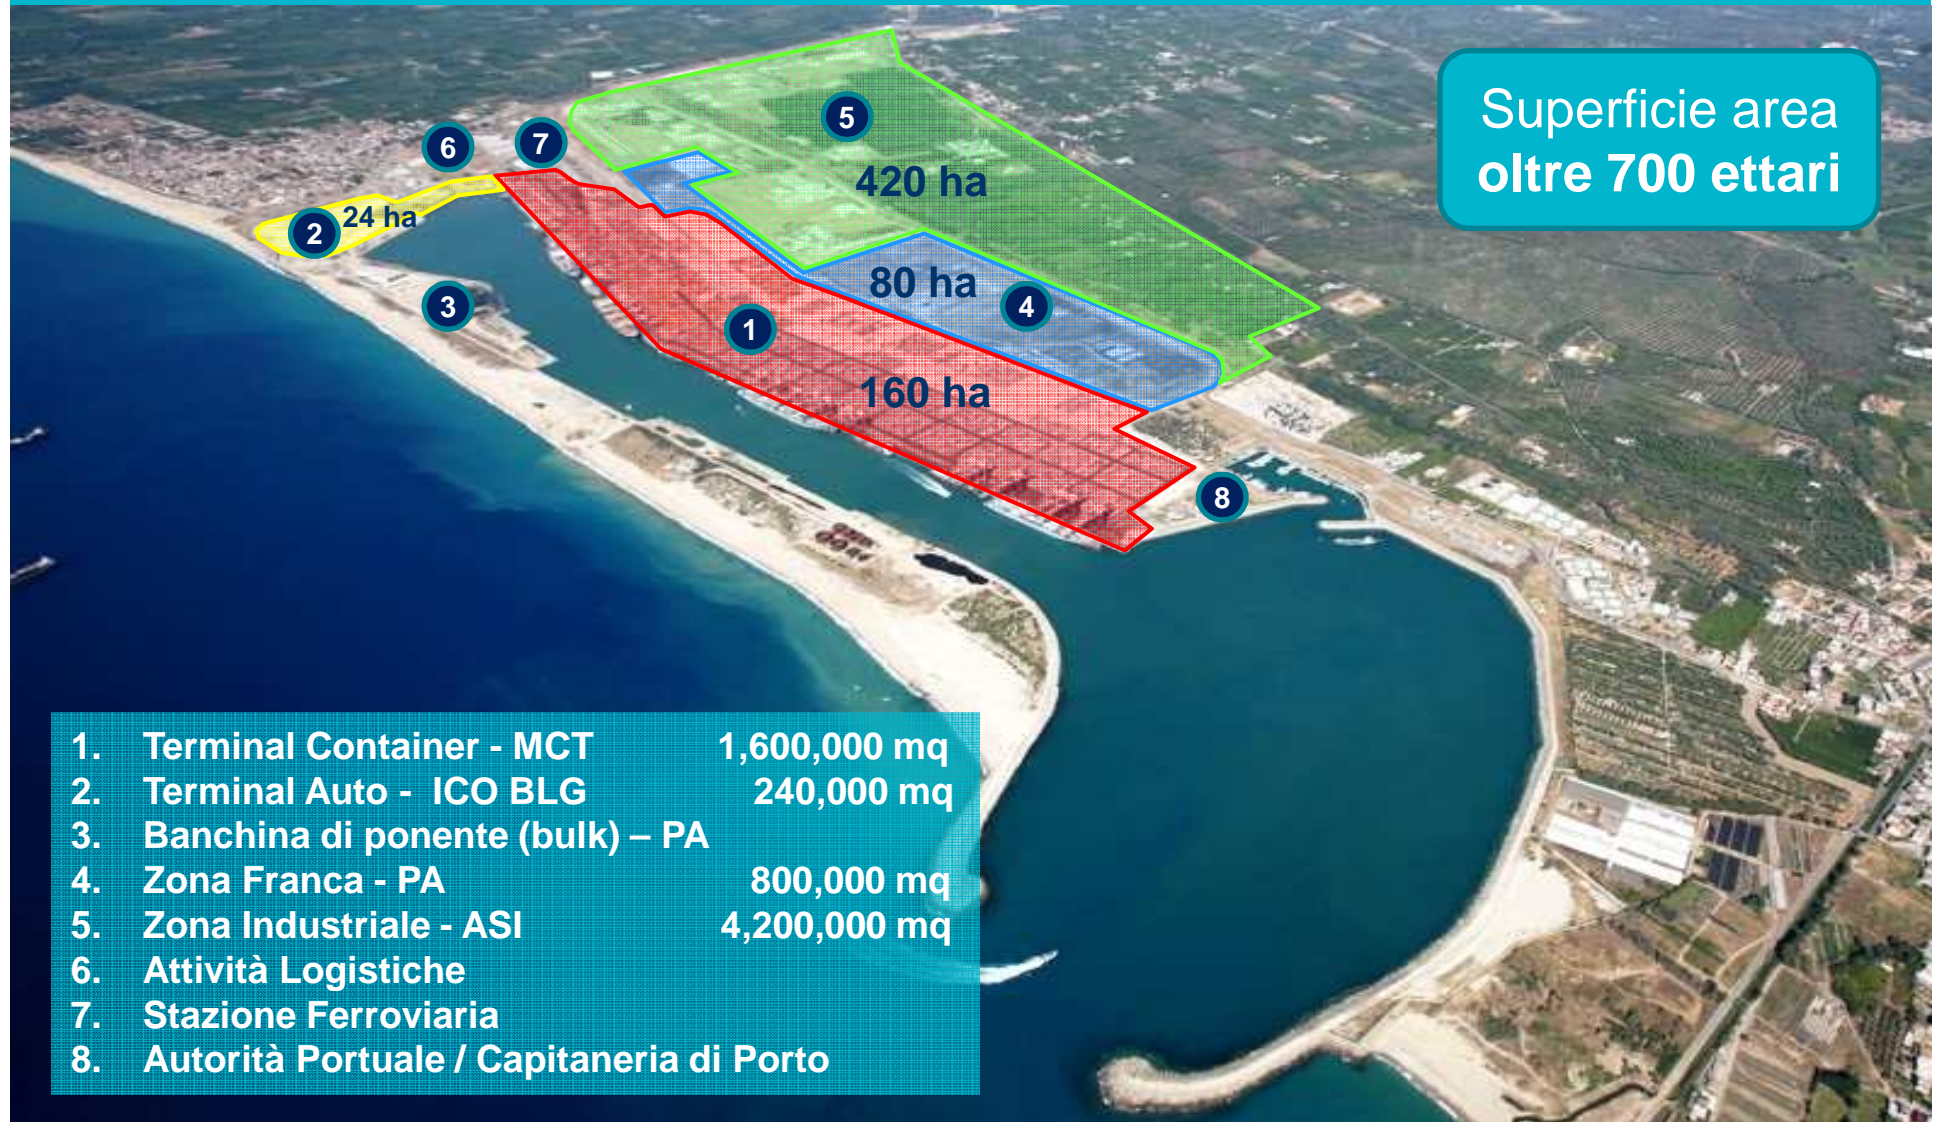 Superficie area
oltre 700 ettari
5
6
7
420 ha
24 ha
2
80 ha
3
4
1
160 ha
8
1. Terminal Container - MCT 1,600,000 mq
2. Terminal Auto - ICO BLG 240,000 mq
3. Banchina di ponente (bulk) – PA
4. Zona Franca - PA 800,000 mq
5. Zona Industriale - ASI 4,200,000 mq
6. Attività Logistiche
7. Stazione Ferroviaria
8. Autorità Portuale / Capitaneria di Porto